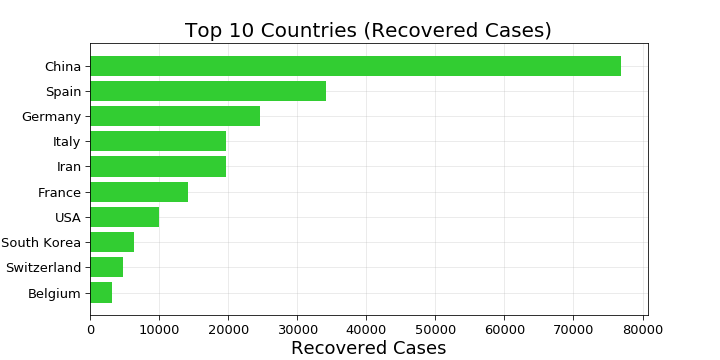 Top 10 Countries (Recovered Cases)
China
Spain
Germany
Italy
Iran
France
USA
South Korea
Switzerland
Belgium
0 10000 20000 30000 40000 50000 60000 70000 80000
Recovered Cases